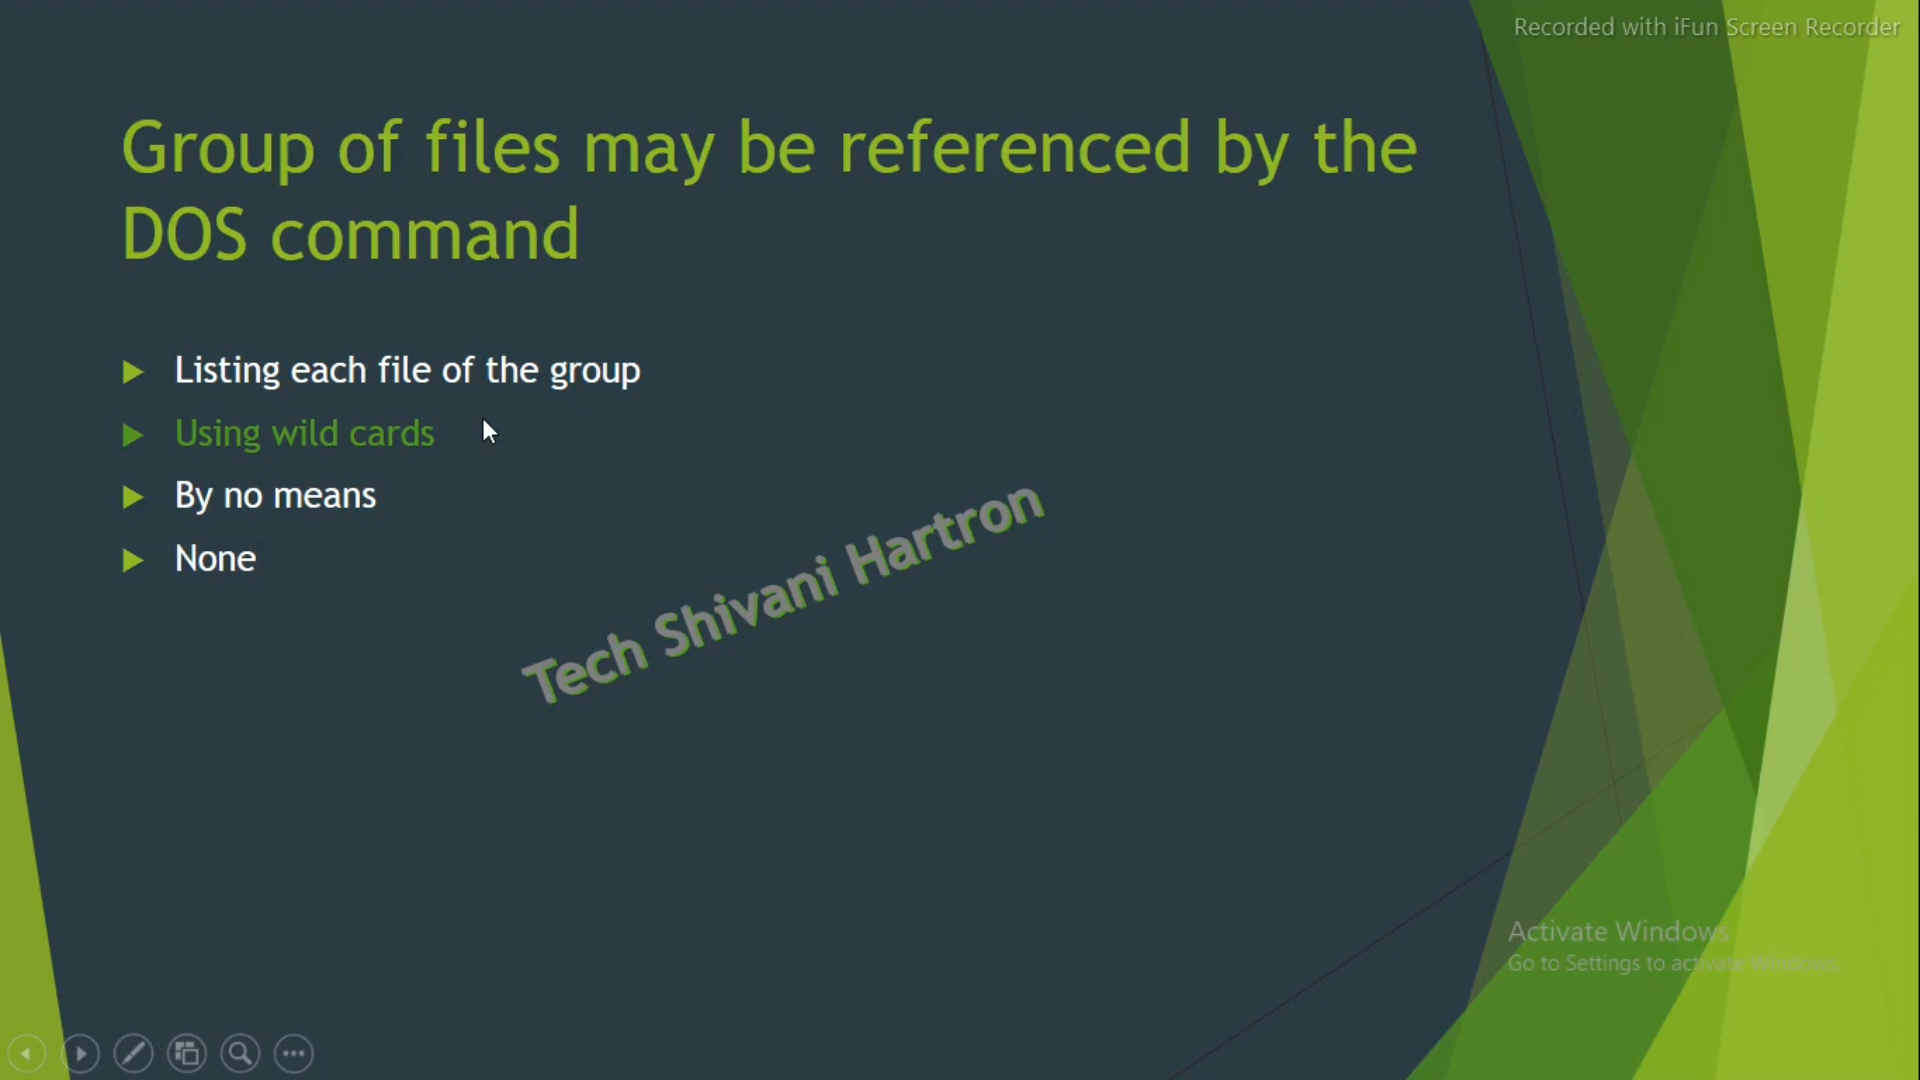 Recorded with iFun Screen Recorder
Group of files may be referenced by the
DOS command
Listing each file of the group
Using wild cards
By no means
None
Tech Shivani Hartron
Activate Windows
Go to Settings to activate Windows.